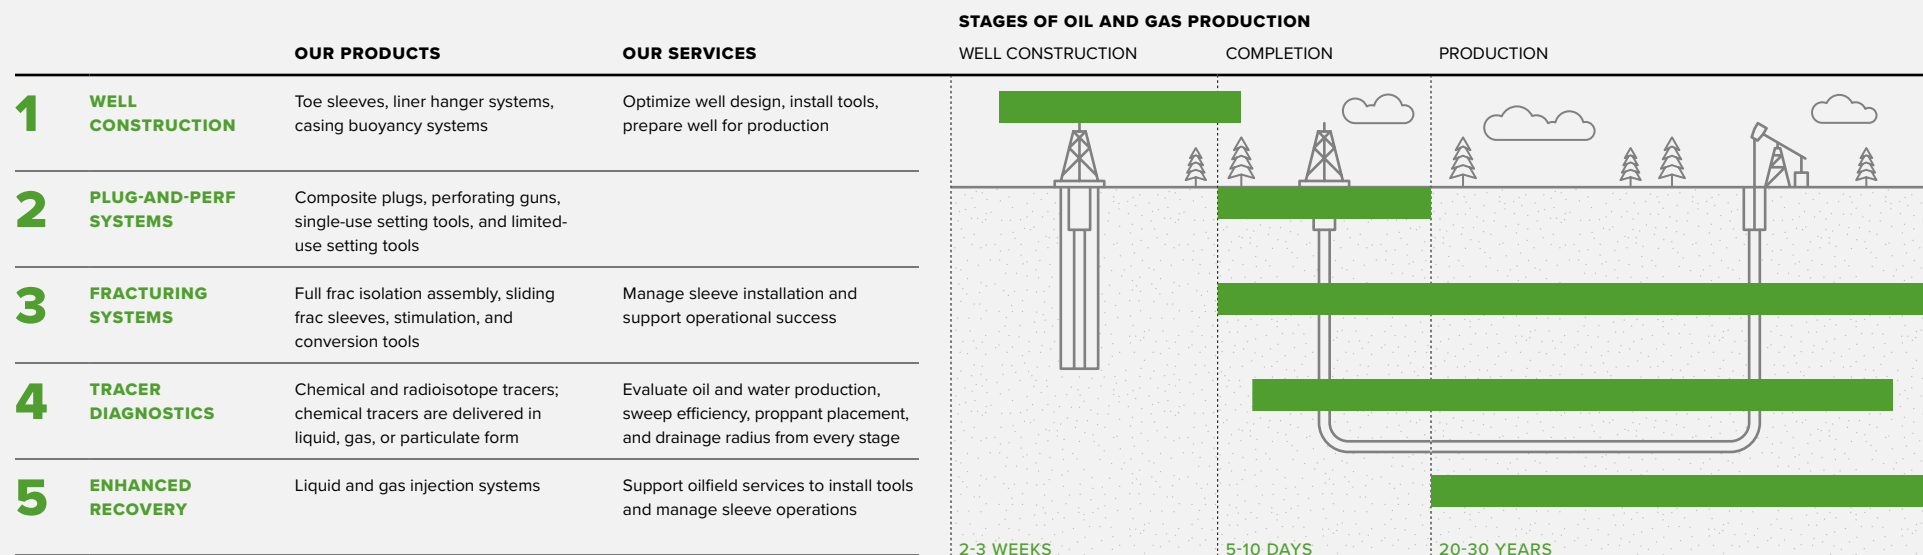 STAGES OF OIL AND GAS PRODUCTION
OUR PRODUCTS
OUR SERVICES
WELL CONSTRUCTION
COMPLETION
PRODUCTION
1
WELL
CONSTRUCTION
Toe sleeves, liner hanger systems,
casing buoyancy systems
Optimize well design, install tools,
prepare well for production
2
PLUG-AND-PERF
SYSTEMS
Composite plugs, perforating guns,
single-use setting tools, and limited-
use setting tools
3
FRACTURING
SYSTEMS
Full frac isolation assembly, sliding
frac sleeves, stimulation, and
conversion tools
Manage sleeve installation and
support operational success
4
TRACER
DIAGNOSTICS
Chemical and radioisotope tracers;
chemical tracers are delivered in
liquid, gas, or particulate form
Evaluate oil and water production,
sweep efficiency, proppant placement,
and drainage radius from every stage
5
ENHANCED
RECOVERY
Liquid and gas injection systems
Support oilfield services to install tools
and manage sleeve operations
2-3 WEEKS
5-10 DAYS
20-30 YEARS